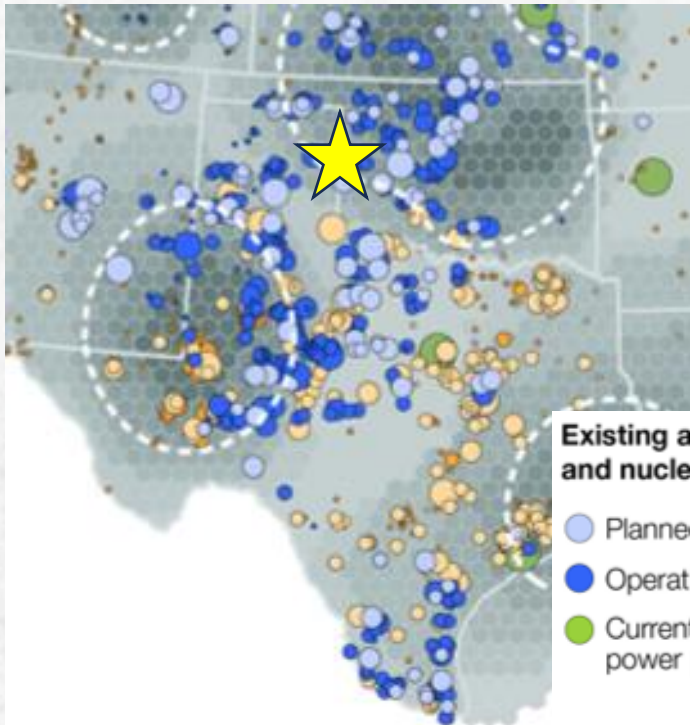 Existing a
and nucle
Planne
Operat
Current
power